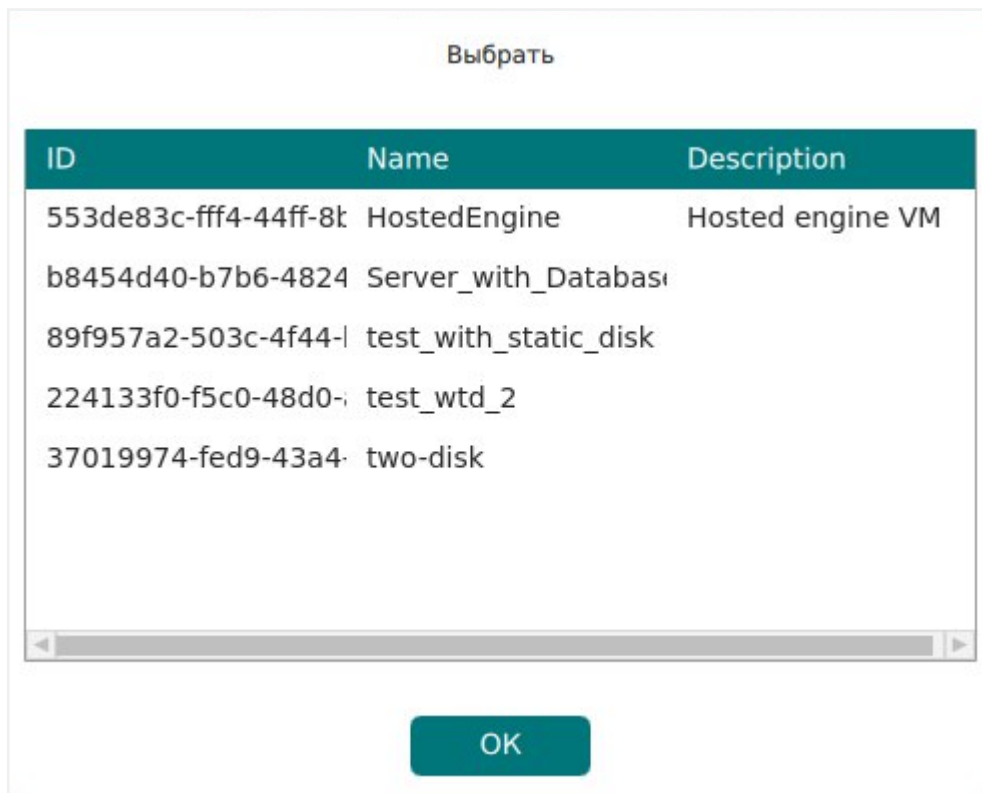 Выбрать
ID Name Description
553de83c-fff4-44ff-8b HostedEngine Hosted engine VM
b8454d40-b7b6-4824 Server_with_Database
89f957a2-503c-4f44- test_with_static_disk
224133f0-f5c0-48d0- test_wtd_2
37019974-fed9-43a4- two-disk
OK